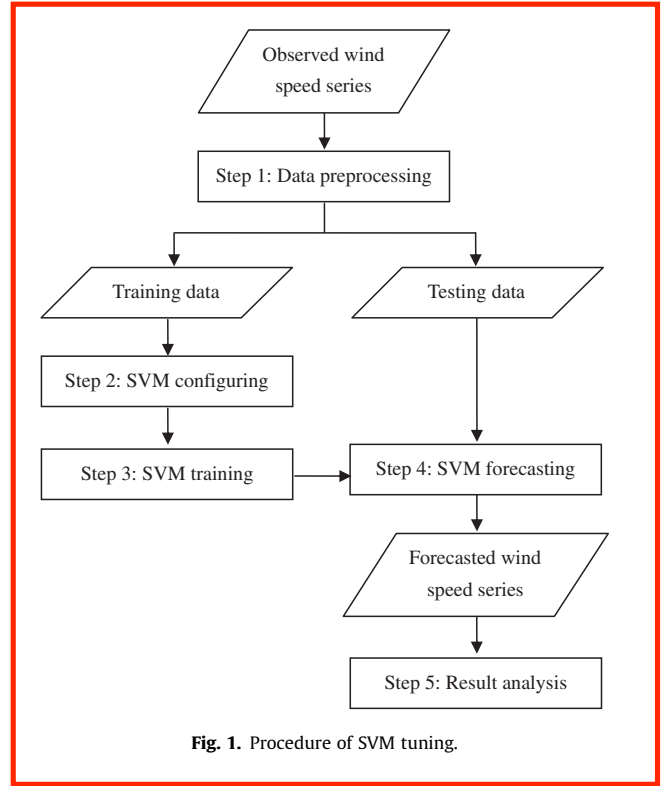 Observed wind
speed series
Step 1: Data preprocessing
Training data
Testing data
Step 2: SVM configuring
Step 3: SVM training
Step 4: SVM forecasting
Forecasted wind
speed series
Step 5: Result analysis
Fig. 1. Procedure of SVM tuning.